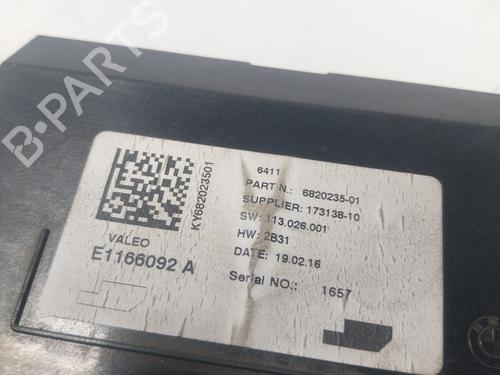 B-PARTS
6411
PART N.: 6820235-01
SUPPLIER: 173138-10
SW: 113.026.001
HW: 2B31
DATE: 19.02.16
Serial NO.: 1657
KY682023501
VALEO
E1166092 A